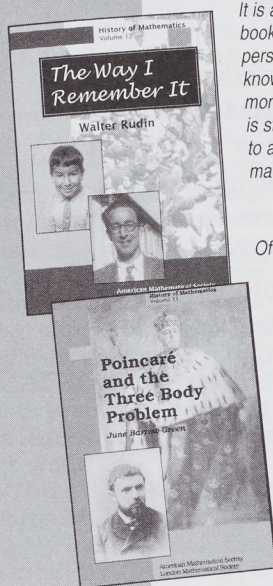 It is a
book
pers
know
mor
is s
to a
ma
Of
History of Mathematics
Volume 12
The Way I
Remember It
Walter Rudin
American Mathematical Society
History of Mathematics
Volume 11
Poincaré
and the
Three Body
Problem
June Barrow-Green
American Mathematical Society
London Mathematical Society